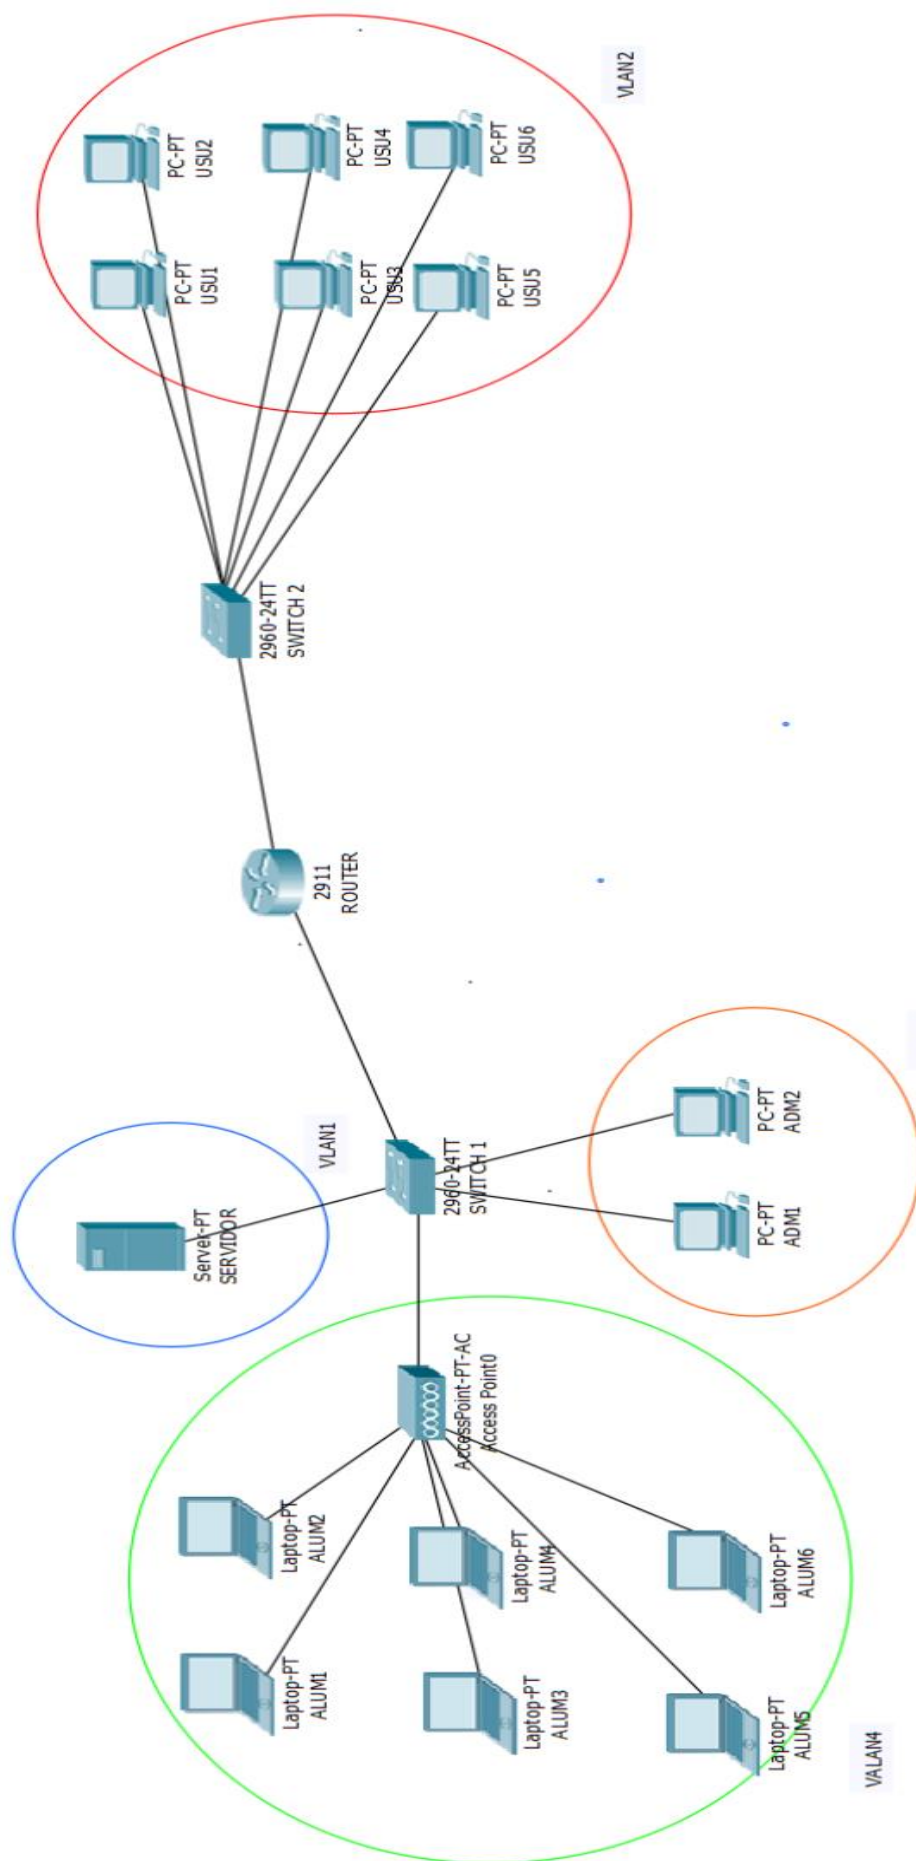 Laptop-PT
ALUM1
Laptop-PT
ALUM2
Server-PT
SERVIDOR
VLAN1
Laptop-PT
ALUM3
Laptop-PT
ALUM4
AccessPoint-PT-AC
Access Point0
2960-24TT
SWITCH 1
2911
ROUTER
2960-24TT
SWITCH 2
PC-PT
USU1
PC-PT
USU2
PC-PT
USU3
PC-PT
USU4
PC-PT
USU5
PC-PT
USU6
VLAN2
Laptop-PT
ALUM5
Laptop-PT
ALUM6
PC-PT
ADM1
PC-PT
ADM2
VALAN4